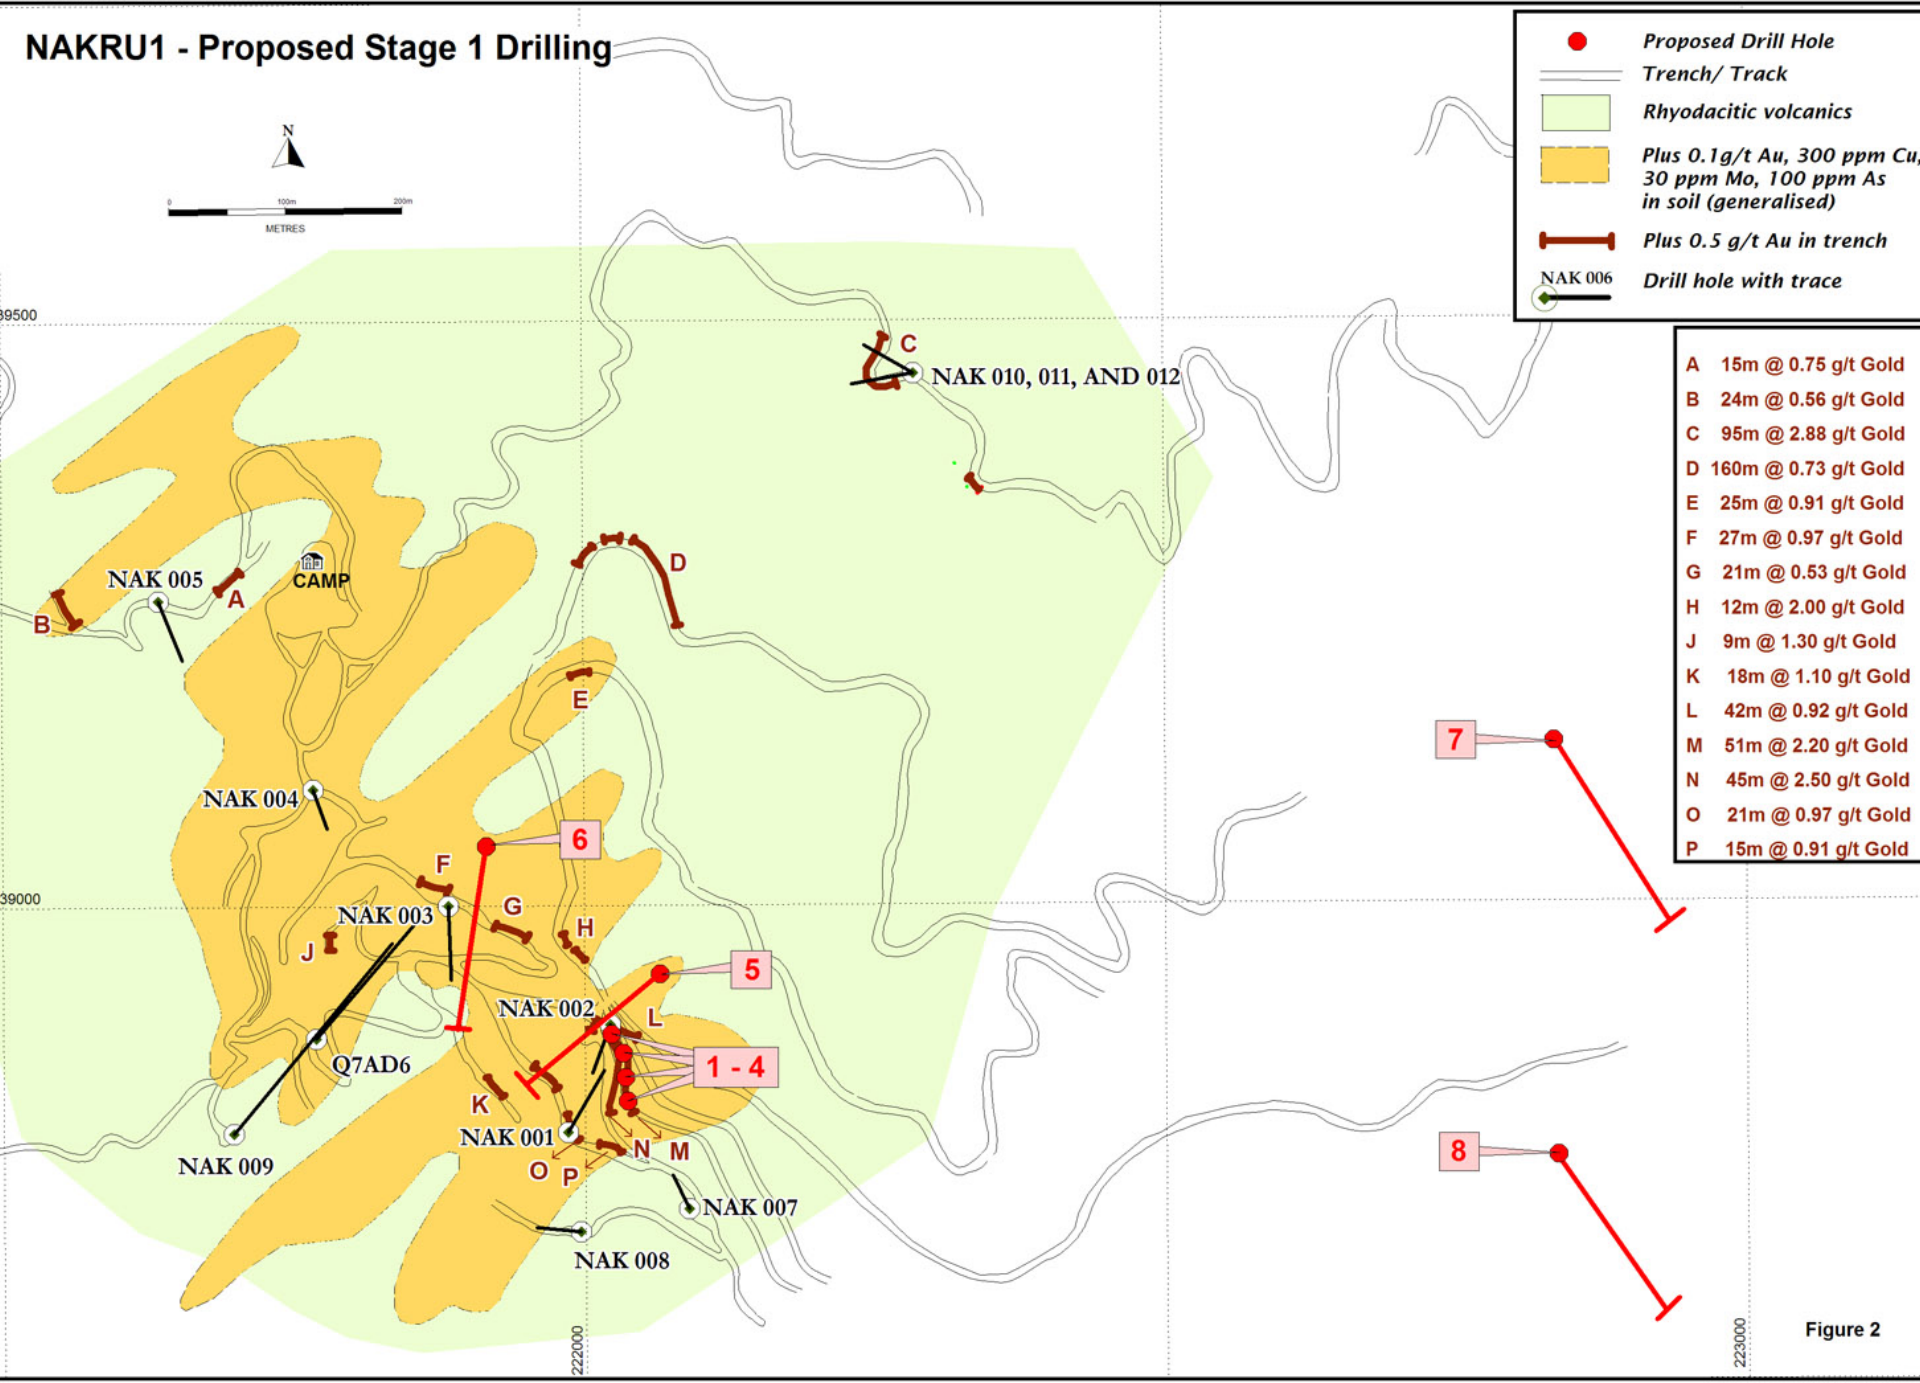 NAKRU1 - Proposed Stage 1 Drilling
N
0 100m 200m
METRES
Proposed Drill Hole
Trench/ Track
Rhyodacitic volcanics
Plus 0.1g/t Au, 300 ppm Cu,
30 ppm Mo, 100 ppm As
in soil (generalised)
Plus 0.5 g/t Au in trench
NAK 006 Drill hole with trace
A 15m @ 0.75 g/t Gold
B 24m @ 0.56 g/t Gold
C 95m @ 2.88 g/t Gold
D 160m @ 0.73 g/t Gold
E 25m @ 0.91 g/t Gold
F 27m @ 0.97 g/t Gold
G 21m @ 0.53 g/t Gold
H 12m @ 2.00 g/t Gold
J 9m @ 1.30 g/t Gold
K 18m @ 1.10 g/t Gold
L 42m @ 0.92 g/t Gold
M 51m @ 2.20 g/t Gold
N 45m @ 2.50 g/t Gold
O 21m @ 0.97 g/t Gold
P 15m @ 0.91 g/t Gold
39500
C
NAK 010, 011, AND 012
D
NAK 005
CAMP
A
B
E
7
NAK 004
6
F
39000
NAK 003
G
H
J
5
NAK 002
L
Q7AD6
1 - 4
K
NAK 001
N
M
O
P
8
NAK 009
NAK 007
NAK 008
222000
223000
Figure 2